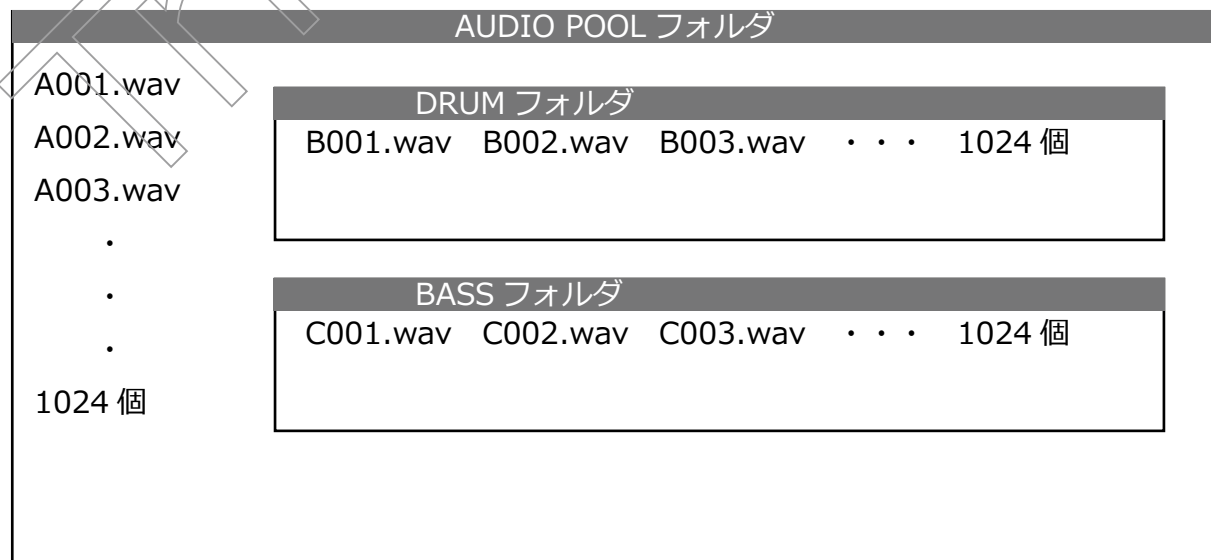 AUDIO POOL フォルダ
A001.wav
A002.wav
A003.wav
・
・
・
1024 個
DRUM フォルダ
B001.wav B002.wav B003.wav ・・・ 1024 個
BASS フォルダ
C001.wav C002.wav C003.wav ・・・ 1024 個